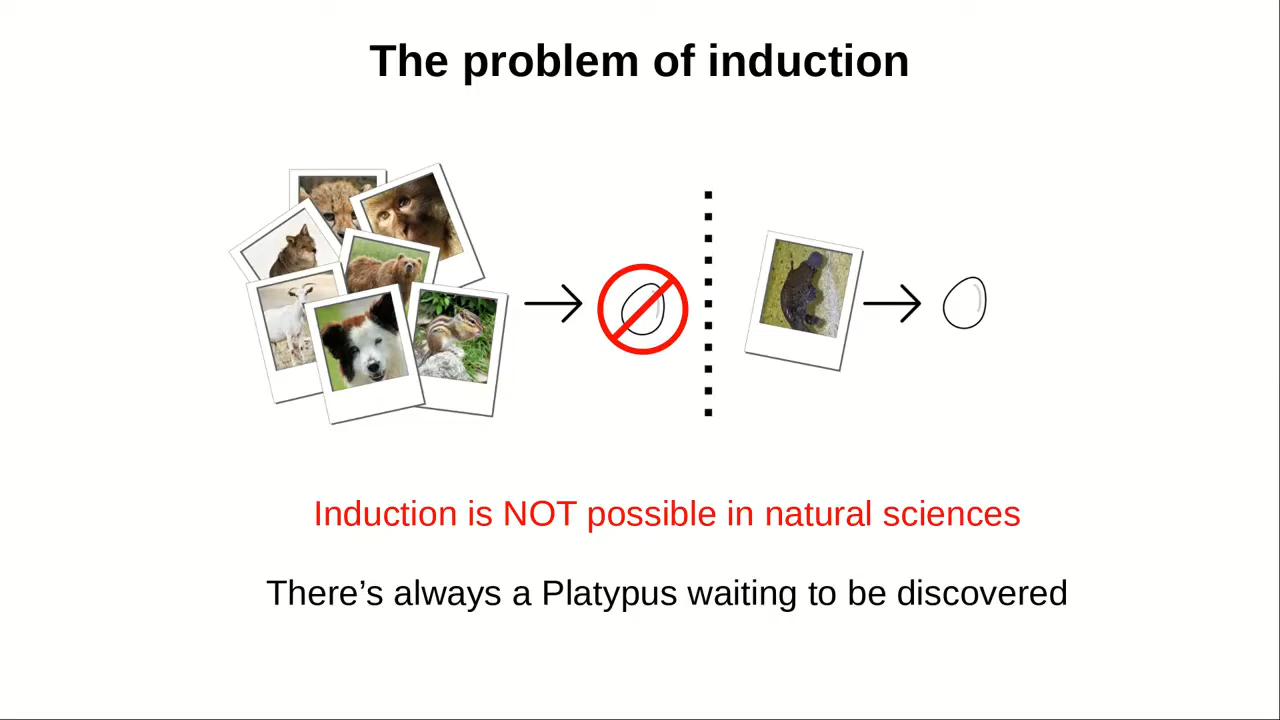 The problem of induction
Induction is NOT possible in natural sciences
There’s always a Platypus waiting to be discovered